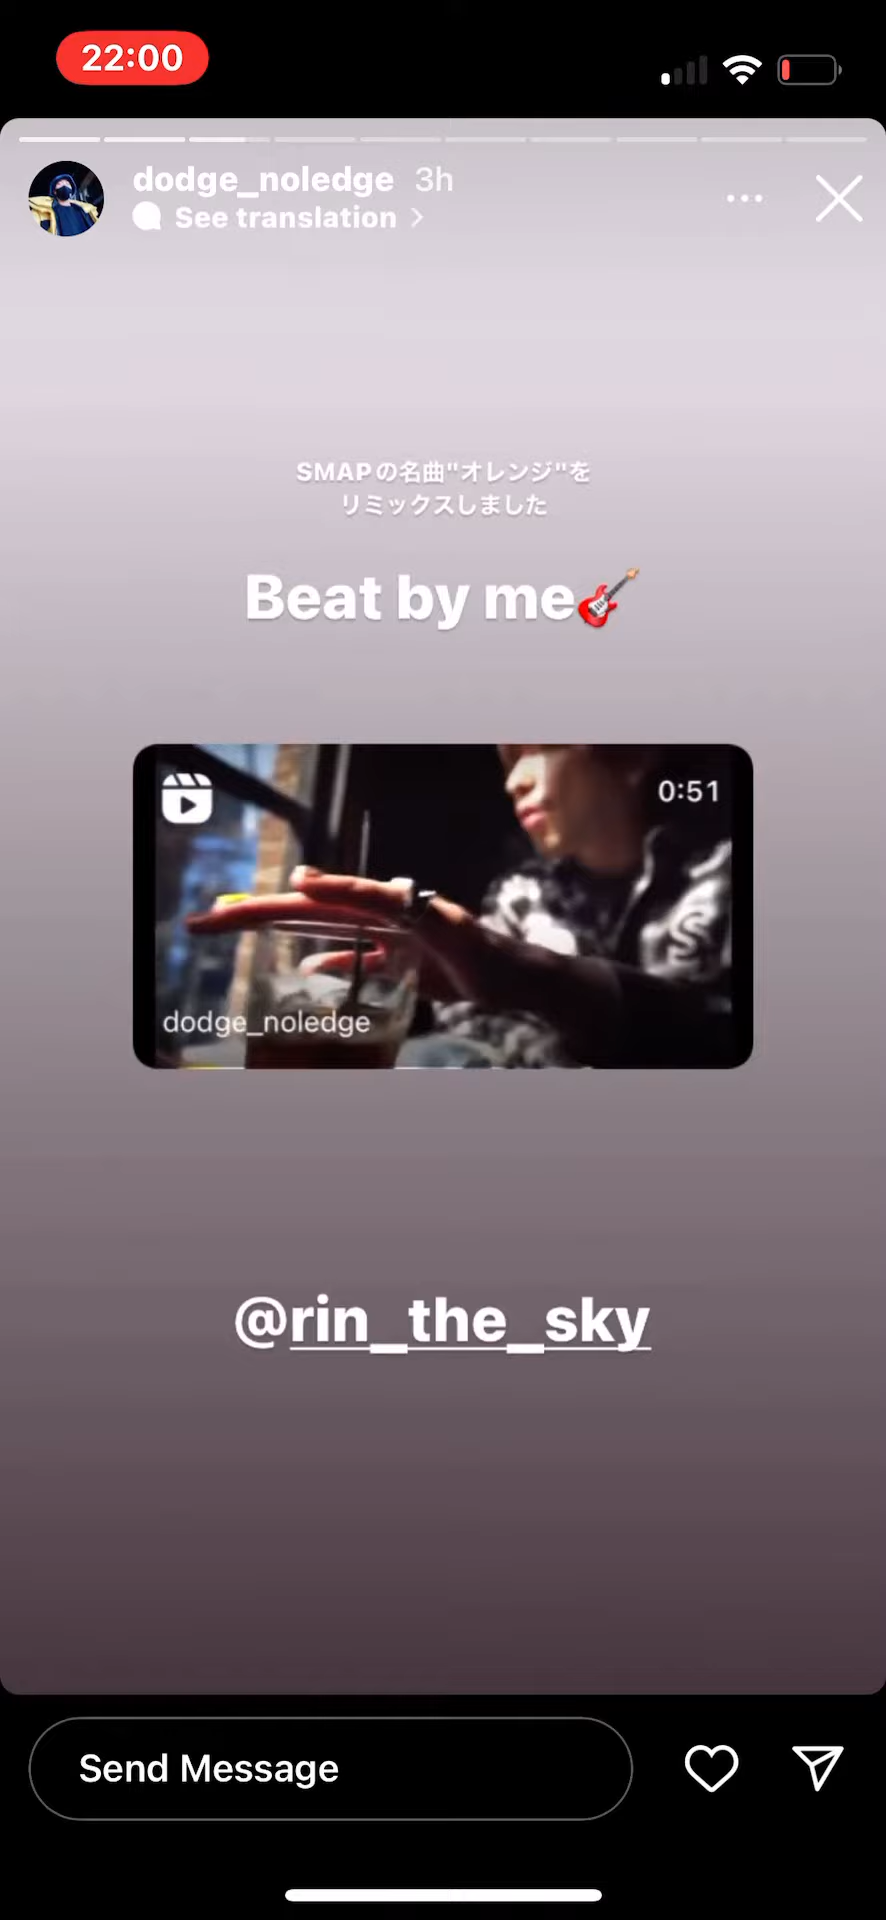 22:00
dodge_noledge 3h
See translation
SMAPの名曲"オレンジ"を
リミックスしました
Beat by me🎸
0:51
dodge_noledge
@rin_the_sky
Send Message